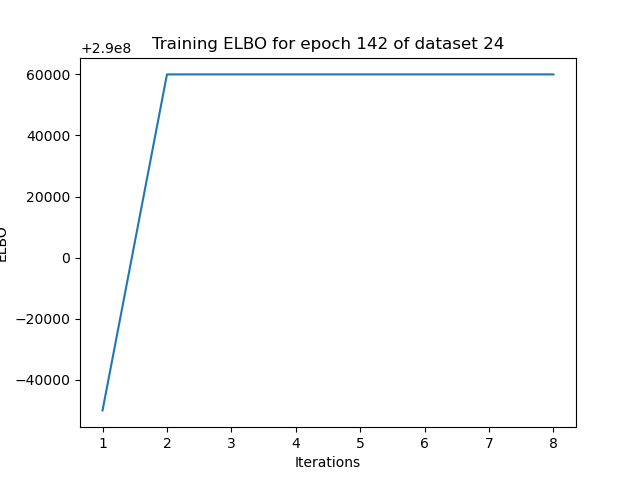 Training ELBO for epoch 142 of dataset 24
+2.9e8
60000
40000
20000
0
−20000
−40000
ELBO
1 2 3 4 5 6 7 8
Iterations